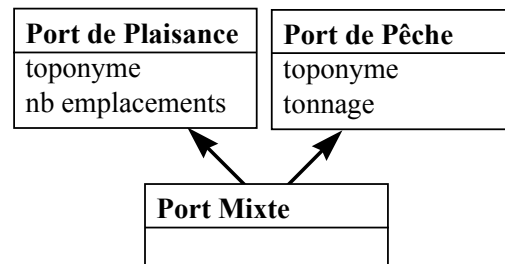 Port de Plaisance
toponyme
nb emplacements
Port de Pêche
toponyme
tonnage
Port Mixte